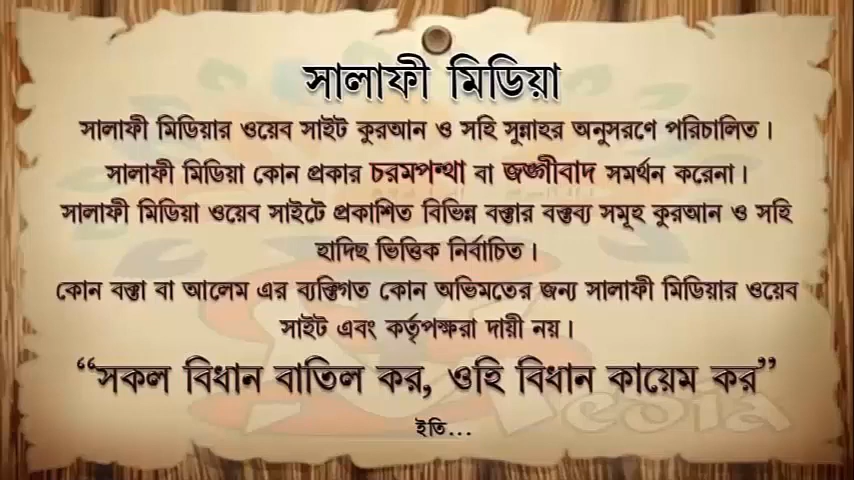 সালাফী মিডিয়া
সালাফী মিডিয়ার ওয়েব সাইট কুরআন ও সহি সুন্নাহর অনুসরণে পরিচালিত।
সালাফী মিডিয়া কোন প্রকার চরমপন্থা বা জঙ্গীবাদ সমর্থন করেনা।
সালাফী মিডিয়া ওয়েব সাইটে প্রকাশিত বিভিন্ন বক্তার বক্তব্য সমূহ কুরআন ও সহি
হাদিছ ভিত্তিক নির্বাচিত।
কোন বক্তা বা আলেম এর ব্যক্তিগত কোন অভিমতের জন্য সালাফী মিডিয়ার ওয়েব
সাইট এবং কর্তৃপক্ষরা দায়ী নয়।
“সকল বিধান বাতিল কর, ওহি বিধান কায়েম কর”
ইতি...